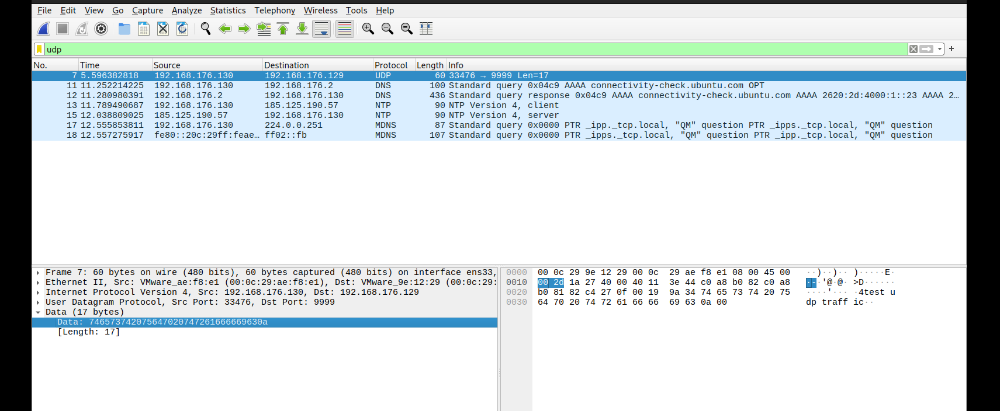 File Edit View Go Capture Analyze Statistics Telephony Wireless Tools Help
udp
No. Time Source Destination Protocol Length Info
7 5.596382818 192.168.176.130 192.168.176.129 UDP 60 33476 → 9999 Len=17
11 11.252214225 192.168.176.130 192.168.176.2 DNS 100 Standard query 0x04c9 AAAA connectivity-check.ubuntu.com OPT
12 11.280980391 192.168.176.2 192.168.176.130 DNS 436 Standard query response 0x04c9 AAAA connectivity-check.ubuntu.com AAAA 2620:2d:4000:1::23 AAAA 2…
13 11.789490687 192.168.176.130 185.125.190.57 NTP 90 NTP Version 4, client
15 12.038809025 185.125.190.57 192.168.176.130 NTP 90 NTP Version 4, server
17 12.555853811 192.168.176.130 224.0.0.251 MDNS 87 Standard query 0x0000 PTR _ipp._tcp.local, "QM" question PTR _ipps._tcp.local, "QM" question
18 12.557275917 fe80::20c:29ff:feae… ff02::fb MDNS 107 Standard query 0x0000 PTR _ipps._tcp.local, "QM" question PTR _ipp._tcp.local, "QM" question
Frame 7: 60 bytes on wire (480 bits), 60 bytes captured (480 bits) on interface ens33,
Ethernet II, Src: VMware_ae:f8:e1 (00:0c:29:ae:f8:e1), Dst: VMware_9e:12:29 (00:0c:29:
Internet Protocol Version 4, Src: 192.168.176.130, Dst: 192.168.176.129
User Datagram Protocol, Src Port: 33476, Dst Port: 9999
Data (17 bytes)
Data: 746573742075647020747261666669630a
[Length: 17]
0000 00 0c 29 9e 12 29 00 0c 29 ae f8 e1 08 00 45 00 ··)··)·· )·····E·
0010 00 2d 1a 27 40 00 40 11 3e 44 c0 a8 b0 82 c0 a8 ·-·'@·@· >D······
0020 b0 81 82 c4 27 0f 00 19 9a 34 74 65 73 74 20 75 ····'··· ·4test u
0030 64 70 20 74 72 61 66 66 69 63 0a 00 dp traff ic··